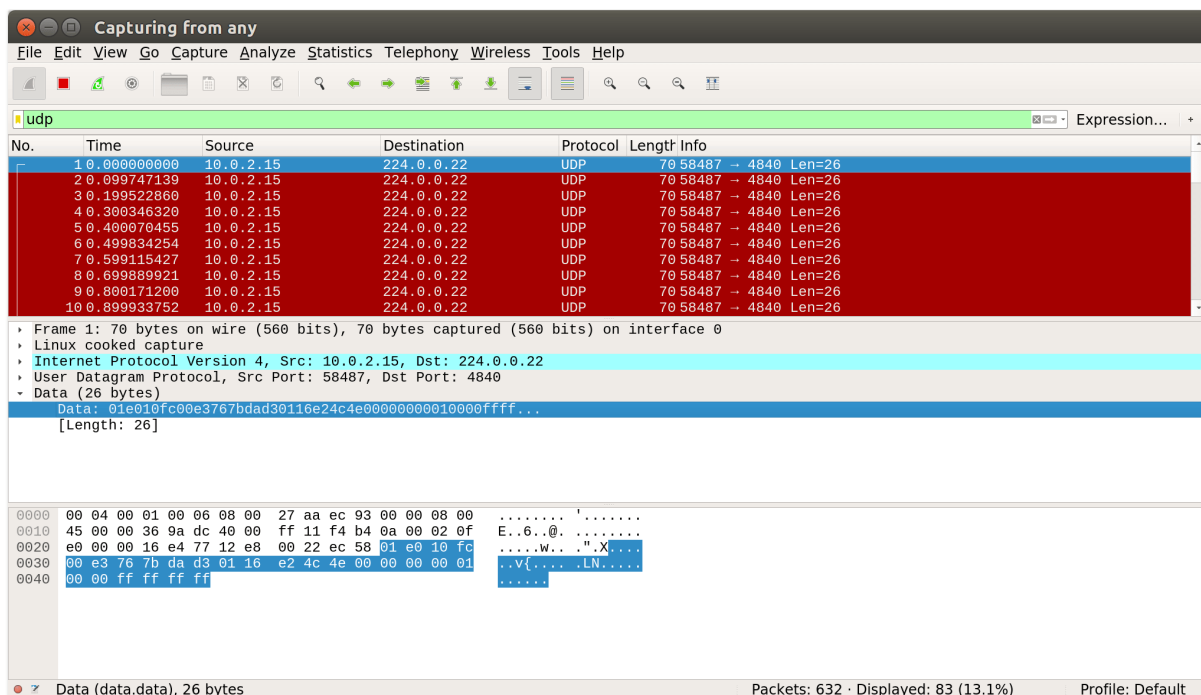 Capturing from any
File Edit View Go Capture Analyze Statistics Telephony Wireless Tools Help
udp Expression... +
No. Time Source Destination Protocol Length Info
1 0.000000000 10.0.2.15 224.0.0.22 UDP 70 58487 → 4840 Len=26
2 0.099747139 10.0.2.15 224.0.0.22 UDP 70 58487 → 4840 Len=26
3 0.199522860 10.0.2.15 224.0.0.22 UDP 70 58487 → 4840 Len=26
4 0.300346320 10.0.2.15 224.0.0.22 UDP 70 58487 → 4840 Len=26
5 0.400070455 10.0.2.15 224.0.0.22 UDP 70 58487 → 4840 Len=26
6 0.499834254 10.0.2.15 224.0.0.22 UDP 70 58487 → 4840 Len=26
7 0.599115427 10.0.2.15 224.0.0.22 UDP 70 58487 → 4840 Len=26
8 0.699889921 10.0.2.15 224.0.0.22 UDP 70 58487 → 4840 Len=26
9 0.800171200 10.0.2.15 224.0.0.22 UDP 70 58487 → 4840 Len=26
10 0.899933752 10.0.2.15 224.0.0.22 UDP 70 58487 → 4840 Len=26
Frame 1: 70 bytes on wire (560 bits), 70 bytes captured (560 bits) on interface 0
Linux cooked capture
Internet Protocol Version 4, Src: 10.0.2.15, Dst: 224.0.0.22
User Datagram Protocol, Src Port: 58487, Dst Port: 4840
Data (26 bytes)
Data: 01e010fc00e3767bdad30116e24c4e00000000010000ffff...
[Length: 26]
0000 00 04 00 01 00 06 08 00 27 aa ec 93 00 00 08 00 ........ '.......
0010 45 00 00 36 9a dc 40 00 ff 11 f4 b4 0a 00 02 0f E..6..@. ........
0020 e0 00 00 16 e4 77 12 e8 00 22 ec 58 01 e0 10 fc .....w.. .".X....
0030 00 e3 76 7b da d3 01 16 e2 4c 4e 00 00 00 00 01 ..v{.... .LN.....
0040 00 00 ff ff ff ff ......
Data (data.data), 26 bytes Packets: 632 · Displayed: 83 (13.1%) Profile: Default